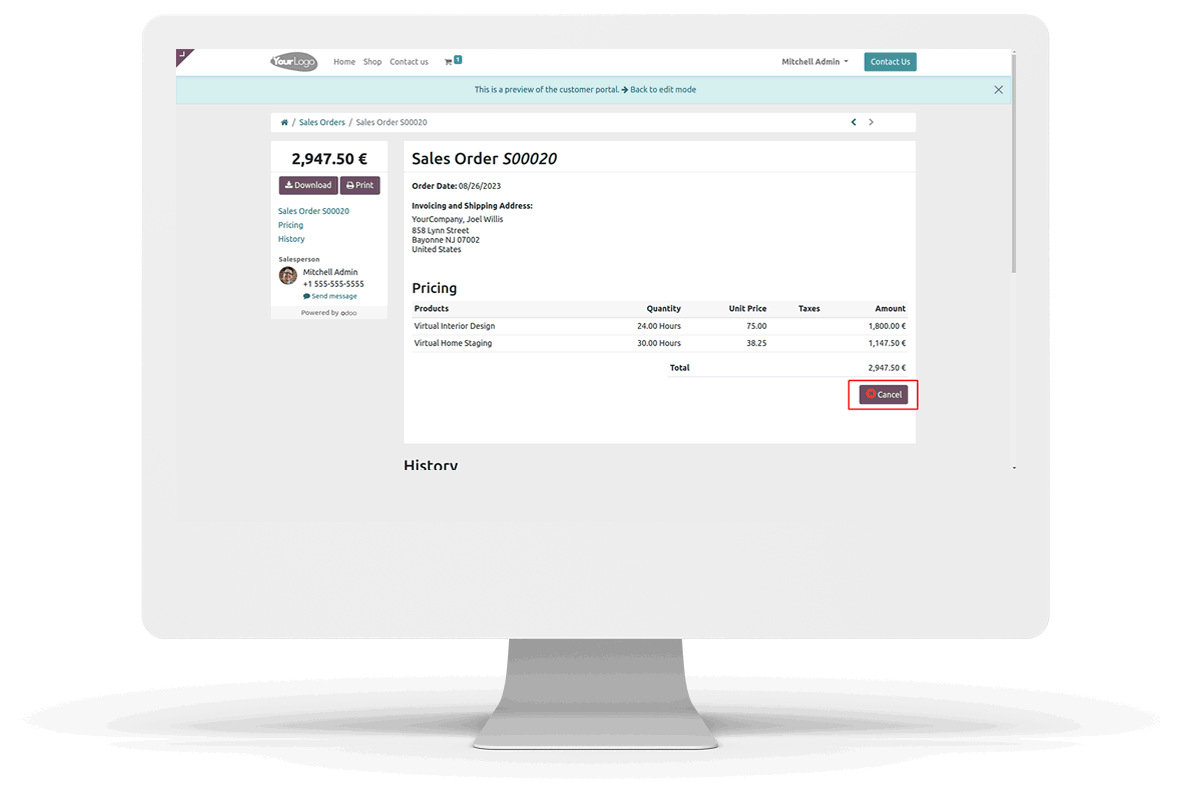 YourLogo Home Shop Contact us 1 Mitchell Admin Contact Us
This is a preview of the customer portal. Back to edit mode
/ Sales Orders / Sales Order S00020
2,947.50 €
Download Print
Sales Order S00020
Pricing
History
Salesperson
Mitchell Admin
+1 555-555-5555
Send message
Powered by odoo
Sales Order S00020
Order Date: 08/26/2023
Invoicing and Shipping Address:
YourCompany, Joel Willis
858 Lynn Street
Bayonne NJ 07002
United States
Pricing
Products Quantity Unit Price Taxes Amount
Virtual Interior Design 24.00 Hours 75.00 1,800.00 €
Virtual Home Staging 30.00 Hours 38.25 1,147.50 €
Total 2,947.50 €
Cancel
History